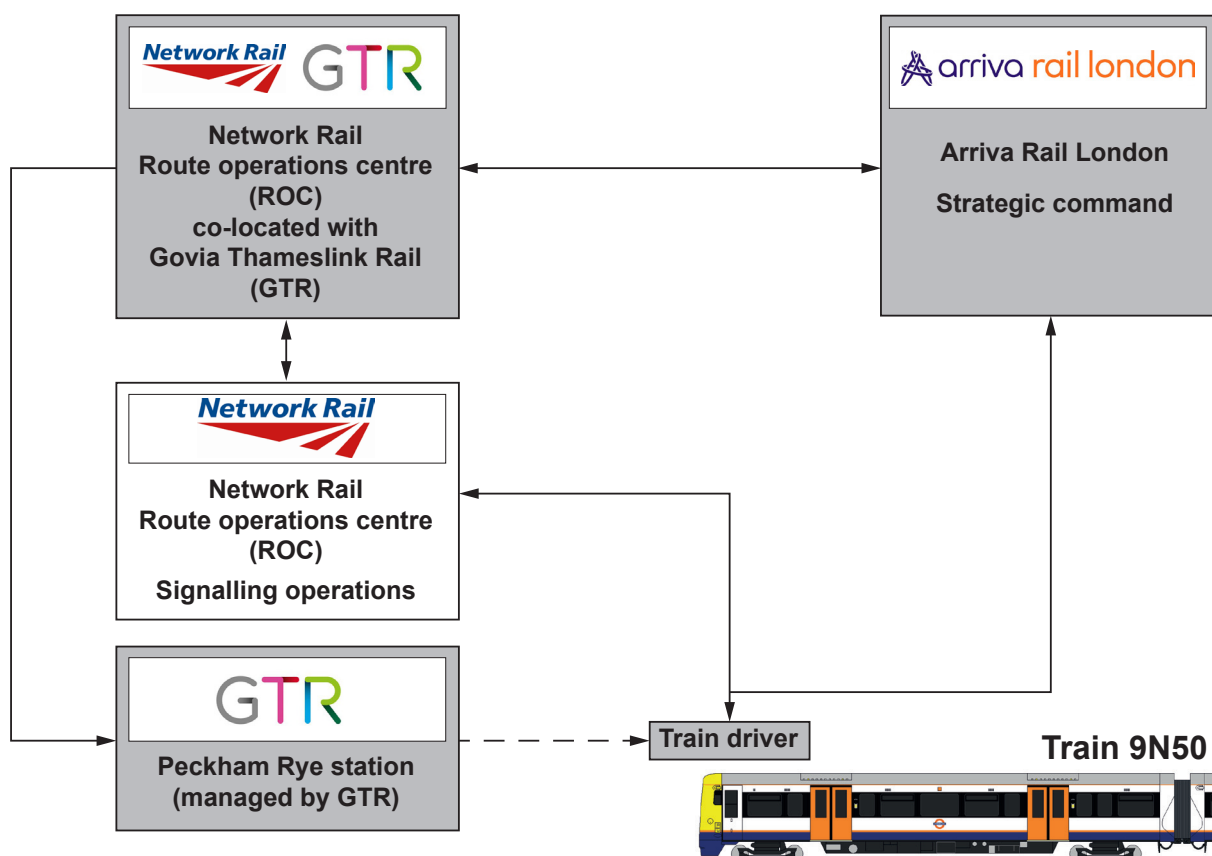 Network Rail
GTR
Network Rail
Route operations centre
(ROC)
co-located with
Govia Thameslink Rail
(GTR)
arriva rail london
Arriva Rail London
Strategic command
Network Rail
Network Rail
Route operations centre
(ROC)
Signalling operations
GTR
Peckham Rye station
(managed by GTR)
Train driver
Train 9N50